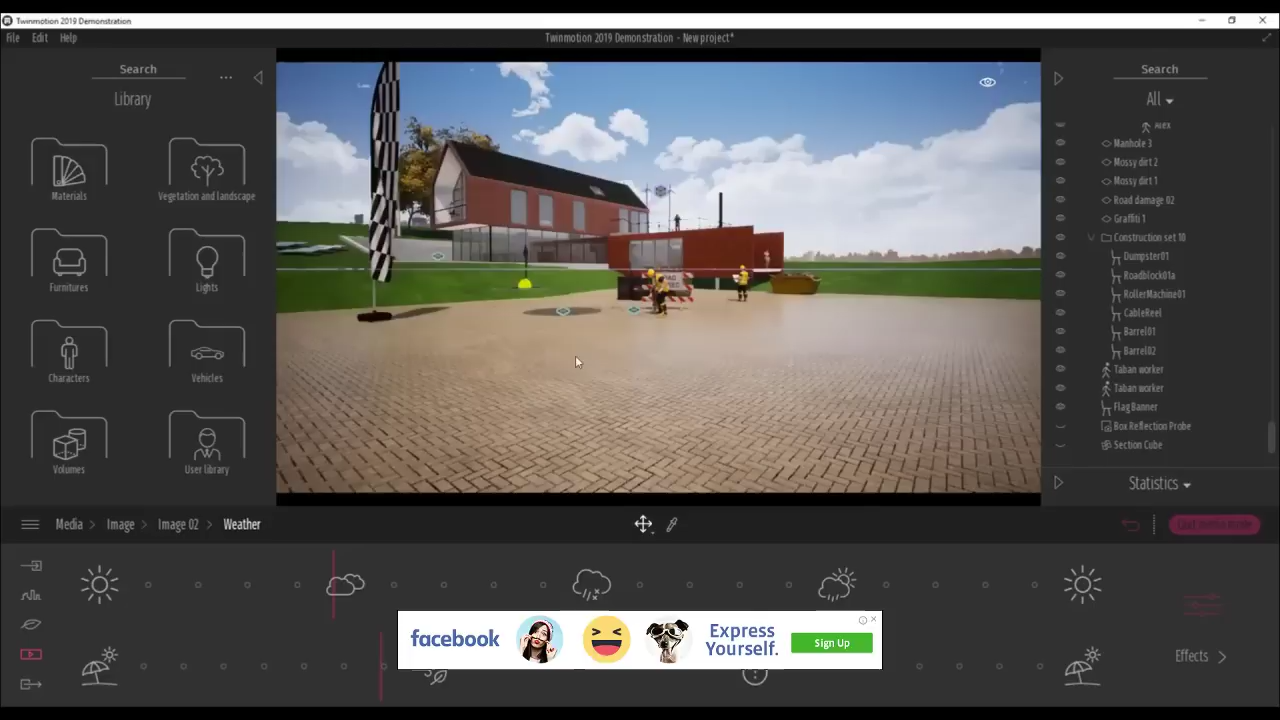 Twinmotion 2019 Demonstration
File Edit Help
Twinmotion 2019 Demonstration - New project*
Search
Library
Materials
Vegetation and landscape
Furnitures
Lights
Characters
Vehicles
Volumes
User library
Search
All
Alex
Manhole 3
Mossy dirt 2
Mossy dirt 1
Road damage 02
Graffiti 1
Construction set 10
Dumpster01
Roadblock01a
RollerMachine01
CableReel
Barrel01
Barrel02
Taban worker
Taban worker
Flag Banner
Box Reflection Probe
Section Cube
Statistics
Media Image Image 02 Weather
facebook
Express
Yourself.
Sign Up
Effects